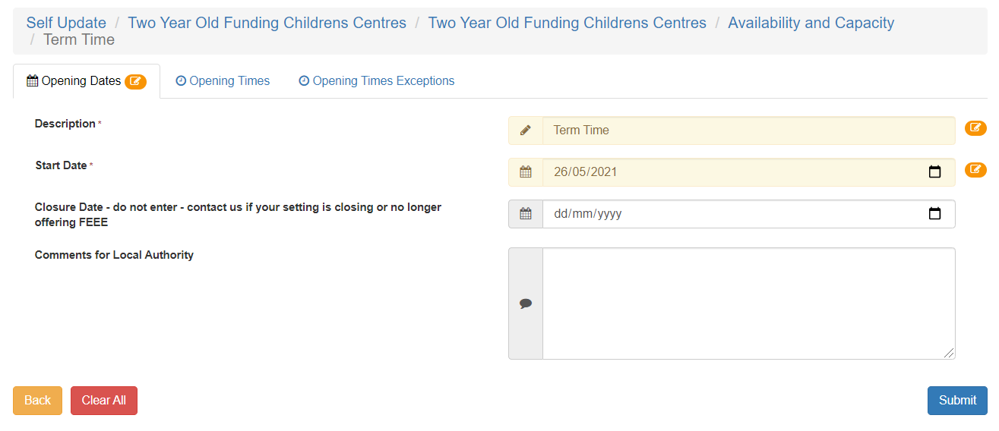 Self Update / Two Year Old Funding Childrens Centres / Two Year Old Funding Childrens Centres / Availability and Capacity
/ Term Time
Opening Dates Opening Times Opening Times Exceptions
Description * Term Time
Start Date * 26/05/2021
Closure Date - do not enter - contact us if your setting is closing or no longer
offering FEEE
dd/mm/yyyy
Comments for Local Authority
Back Clear All Submit